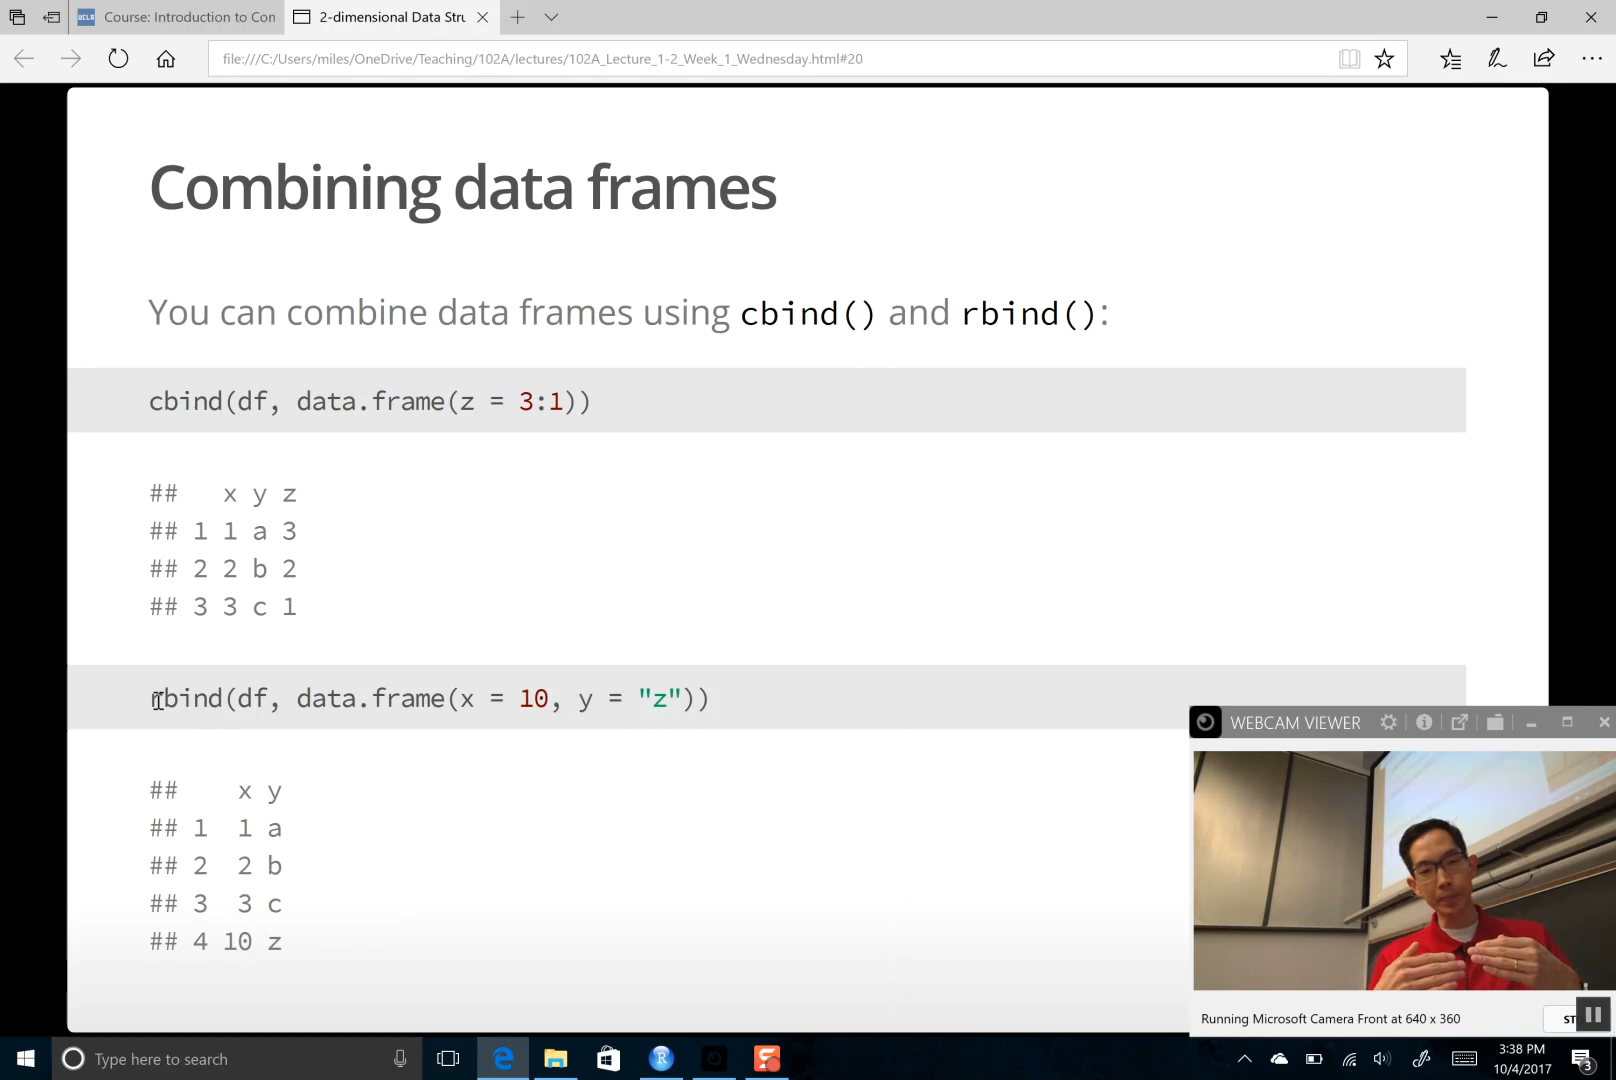 UCLA Course: Introduction to Con
2-dimensional Data Stru
file:///C:/Users/miles/OneDrive/Teaching/102A/lectures/102A_Lecture_1-2_Week_1_Wednesday.html#20
Combining data frames
You can combine data frames using cbind() and rbind():
cbind(df, data.frame(z = 3:1))
##   x y z
## 1 1 a 3
## 2 2 b 2
## 3 3 c 1
rbind(df, data.frame(x = 10, y = "z"))
##    x y
## 1  1 a
## 2  2 b
## 3  3 c
## 4 10 z
WEBCAM VIEWER
Running Microsoft Camera Front at 640 x 360
ST
Type here to search
R
3:38 PM
10/4/2017
3